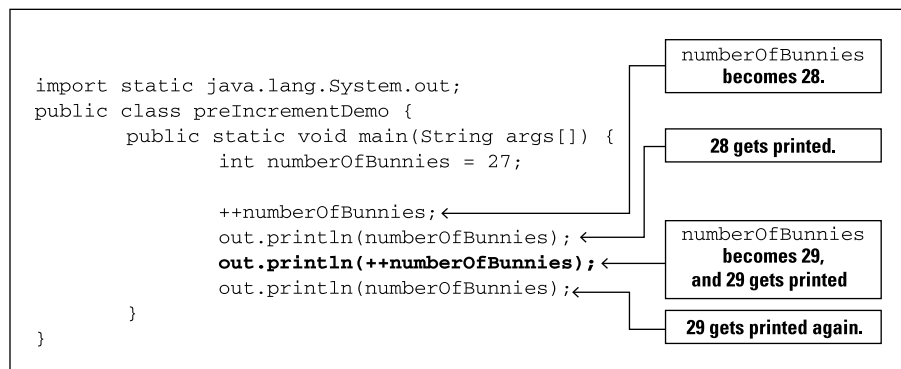 import static java.lang.System.out;
public class preIncrementDemo {
public static void main(String args[]) {
int numberOfBunnies = 27;
++numberOfBunnies;
out.println(numberOfBunnies);
out.println(++numberOfBunnies);
out.println(numberOfBunnies);
}
}
numberOfBunnies
becomes 28.
28 gets printed.
numberOfBunnies
becomes 29,
and 29 gets printed
29 gets printed again.